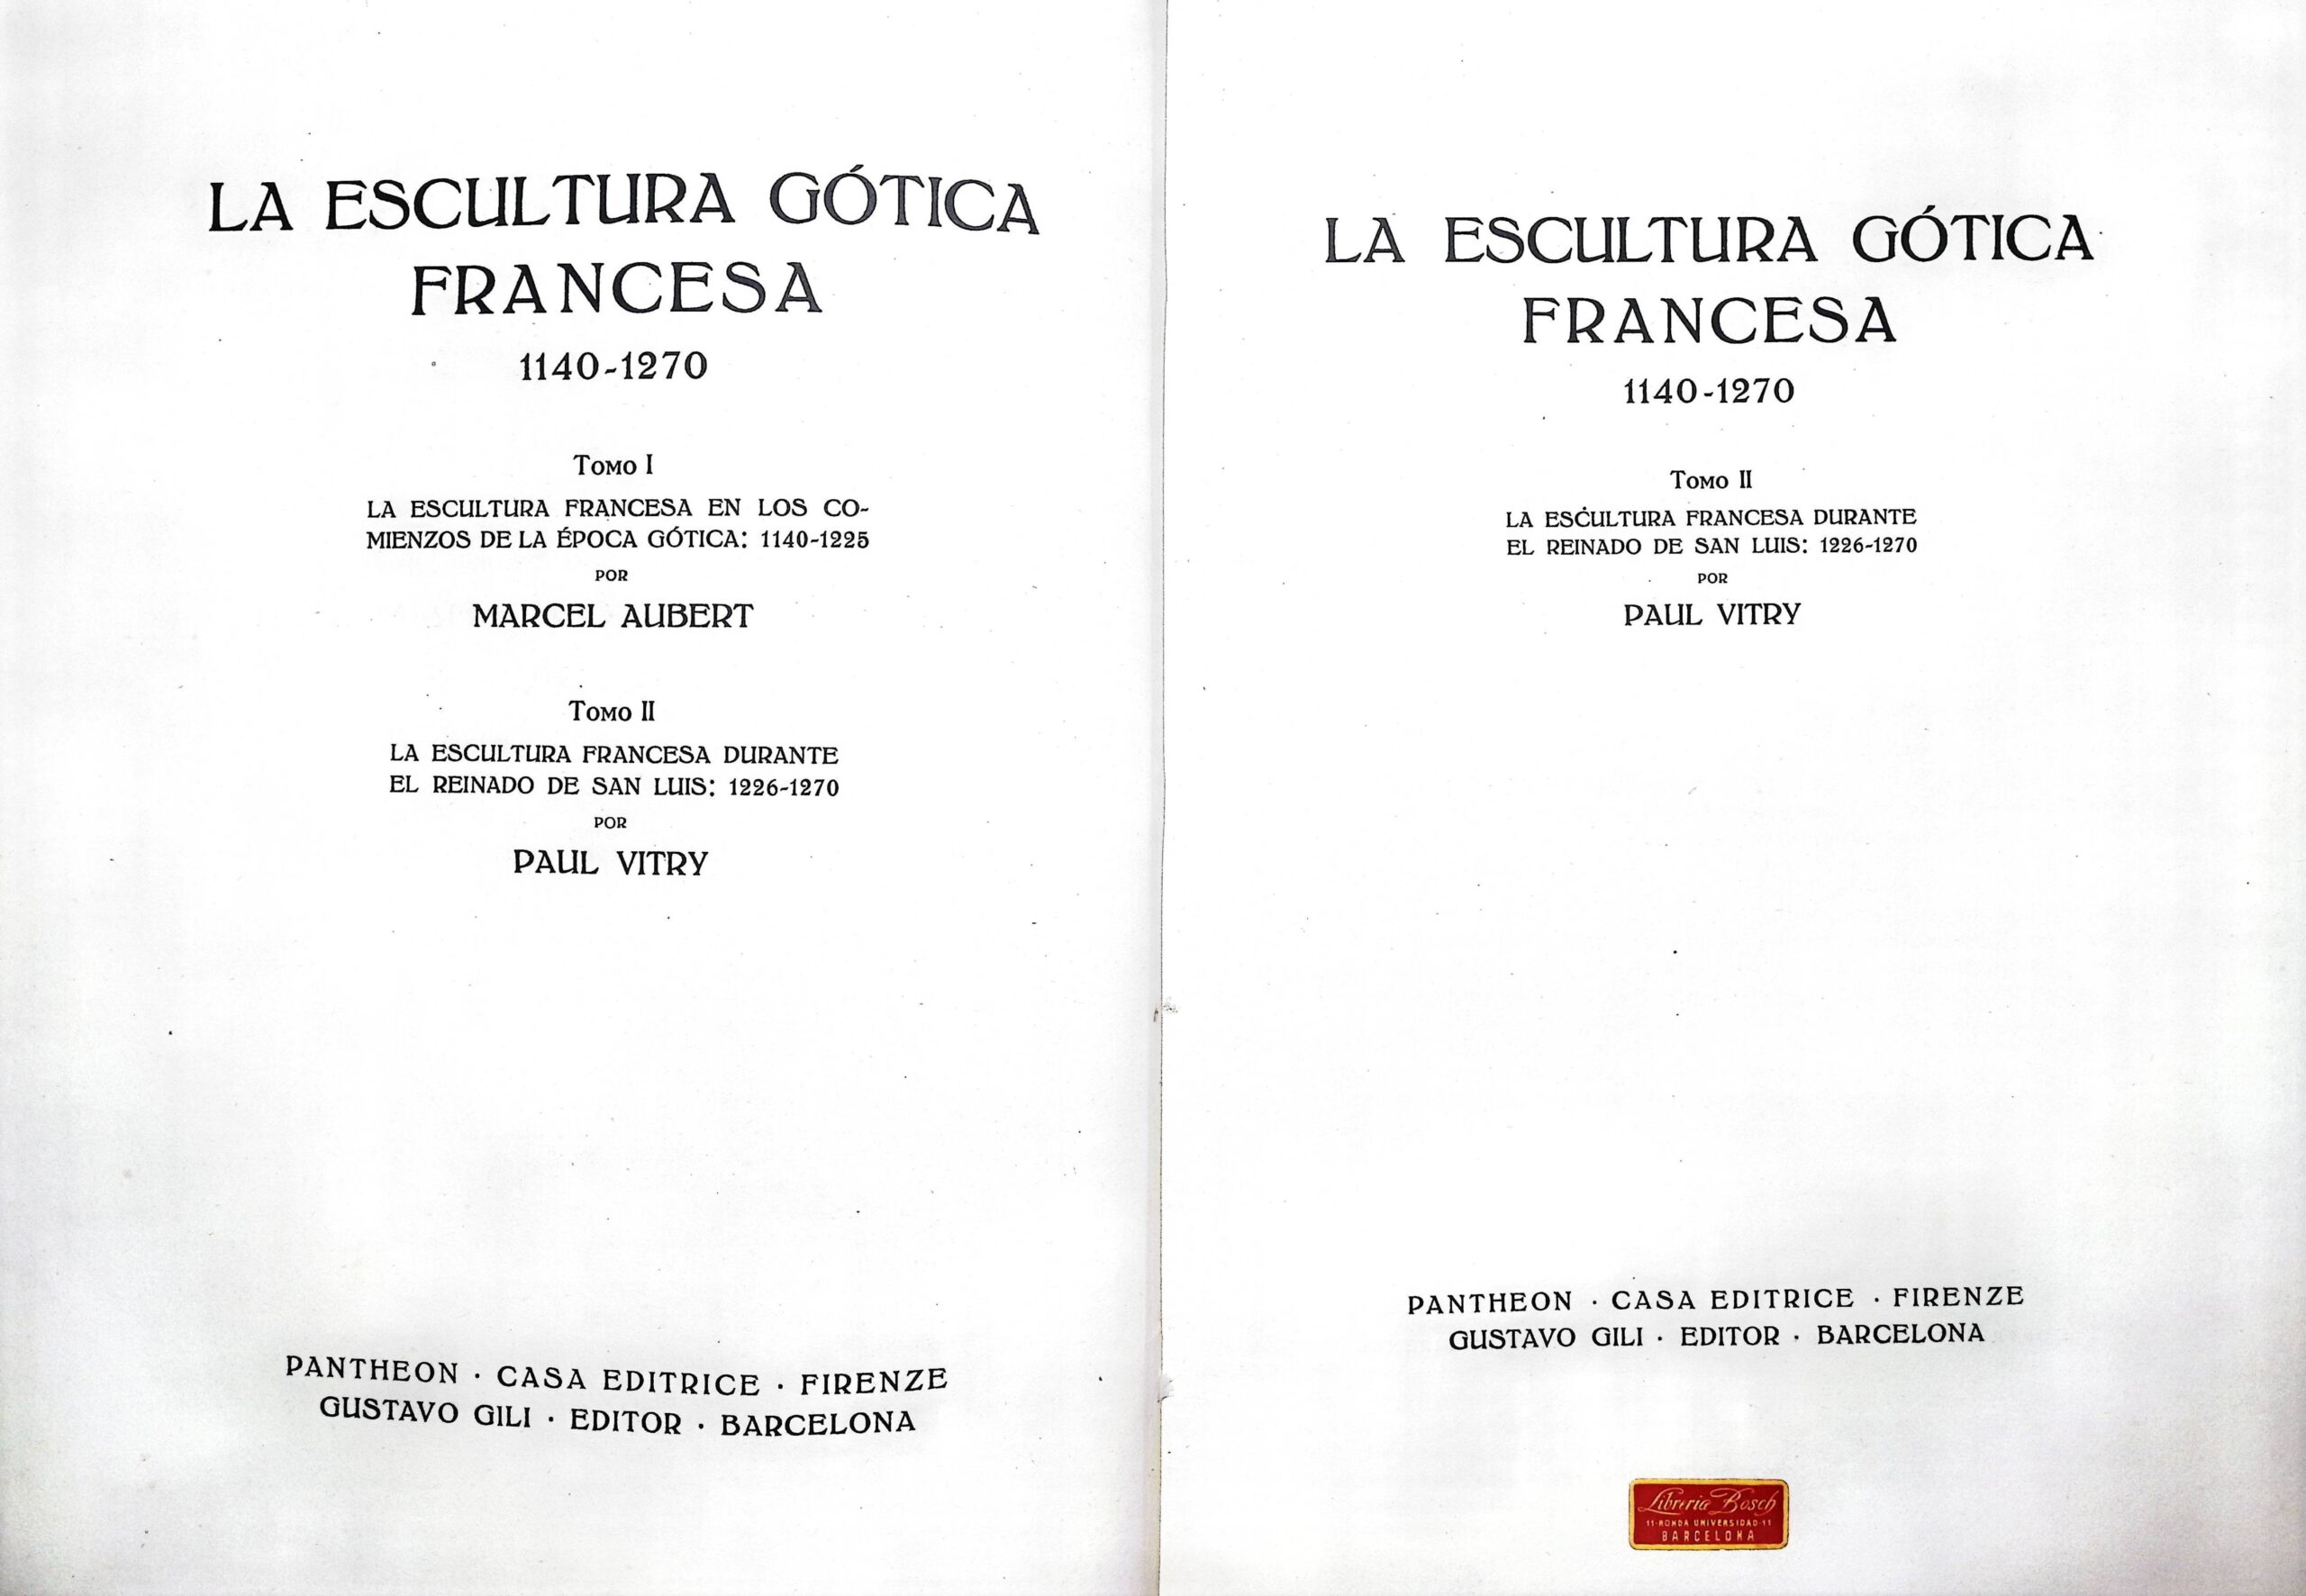 LA ESCULTURA GÓTICA
FRANCESA
1140-1270
Tomo I
LA ESCULTURA FRANCESA EN LOS CO-
MIENZOS DE LA ÉPOCA GÓTICA: 1140-1225
POR
MARCEL AUBERT
Tomo II
LA ESCULTURA FRANCESA DURANTE
EL REINADO DE SAN LUIS: 1226-1270
POR
PAUL VITRY
PANTHEON · CASA EDITRICE · FIRENZE
GUSTAVO GILI · EDITOR · BARCELONA
LA ESCULTURA GÓTICA
FRANCESA
1140-1270
Tomo II
LA ESCULTURA FRANCESA DURANTE
EL REINADO DE SAN LUIS: 1226-1270
POR
PAUL VITRY
PANTHEON · CASA EDITRICE · FIRENZE
GUSTAVO GILI · EDITOR · BARCELONA
Libreria Bosch
11-RONDA UNIVERSIDAD-11
BARCELONA